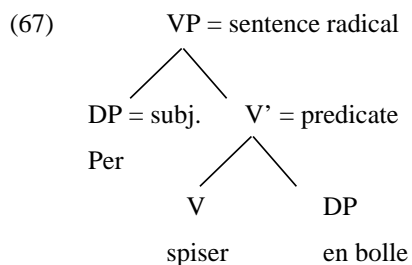 (67) VP = sentence radical
DP = subj. V’ = predicate
Per
V DP
spiser en bolle